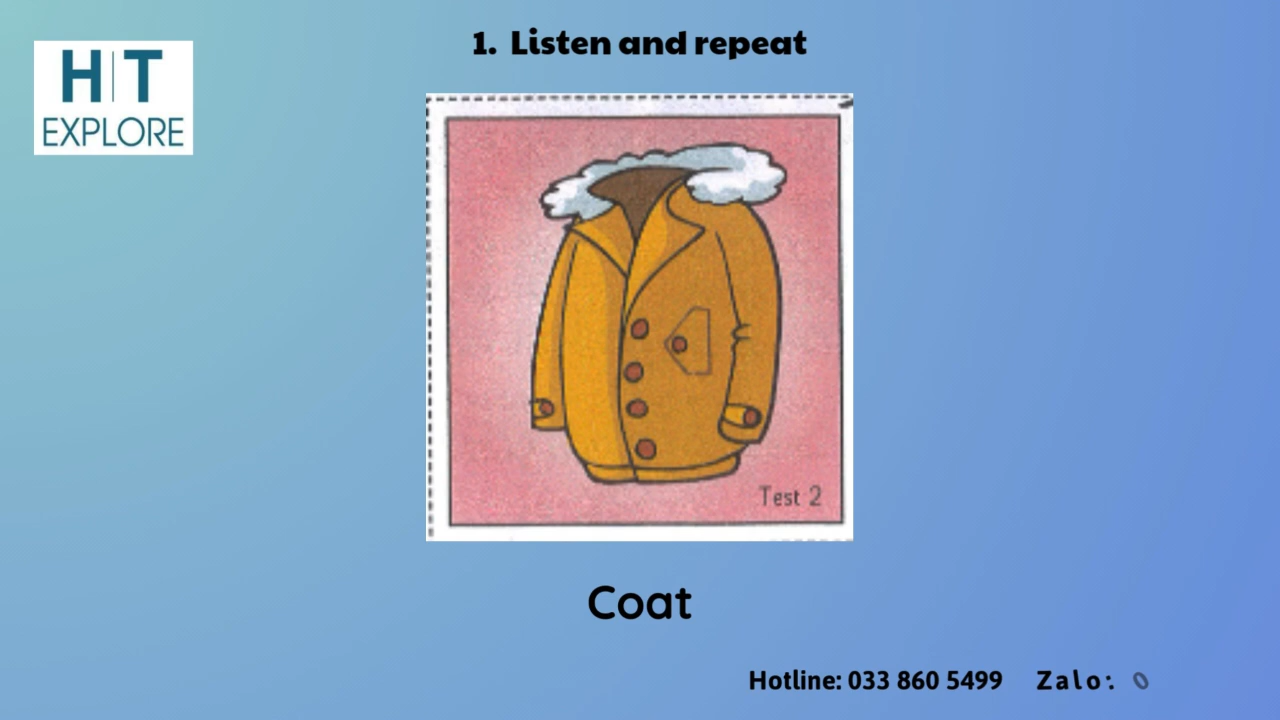 1. Listen and repeat
H|T
EXPLORE
Test 2
Coat
Hotline: 033 860 5499 Zalo: 0